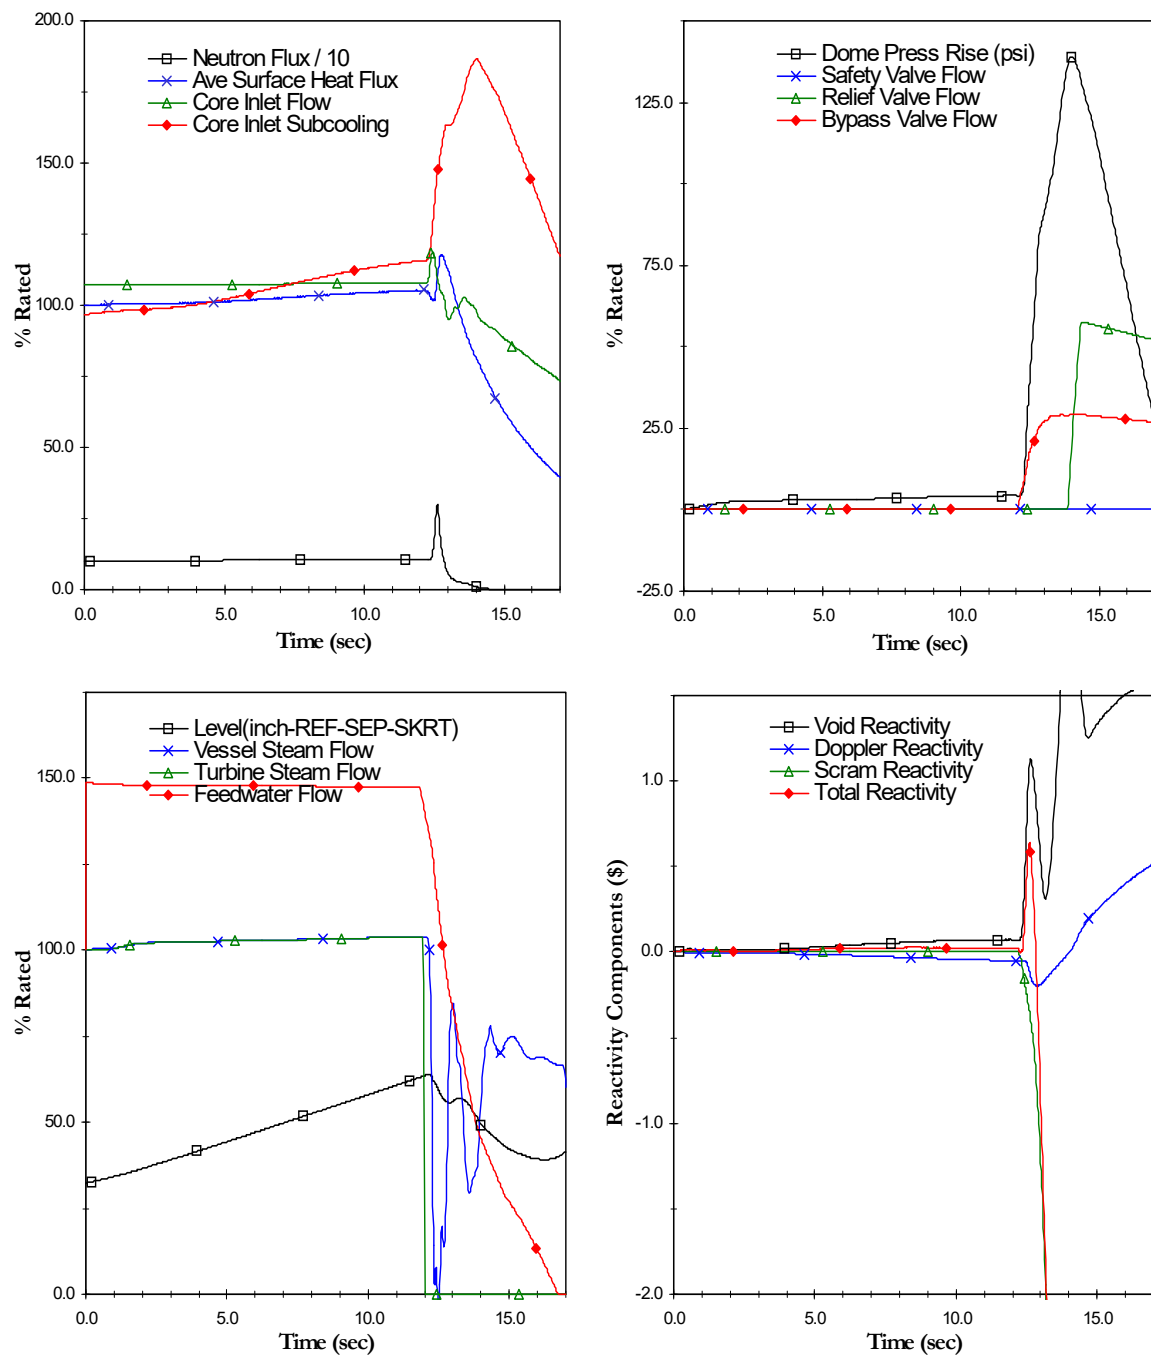 200.0
Neutron Flux / 10
Ave Surface Heat Flux
Core Inlet Flow
Core Inlet Subcooling
150.0
100.0
50.0
0.0
% Rated
0.0 5.0 10.0 15.0
Time (sec)
Dome Press Rise (psi)
Safety Valve Flow
Relief Valve Flow
Bypass Valve Flow
125.0
75.0
25.0
-25.0
% Rated
0.0 5.0 10.0 15.0
Time (sec)
Level(inch-REF-SEP-SKRT)
Vessel Steam Flow
Turbine Steam Flow
Feedwater Flow
150.0
100.0
50.0
0.0
% Rated
0.0 5.0 10.0 15.0
Time (sec)
Void Reactivity
Doppler Reactivity
Scram Reactivity
Total Reactivity
1.0
0.0
-1.0
-2.0
Reactivity Components ($)
0.0 5.0 10.0 15.0
Time (sec)